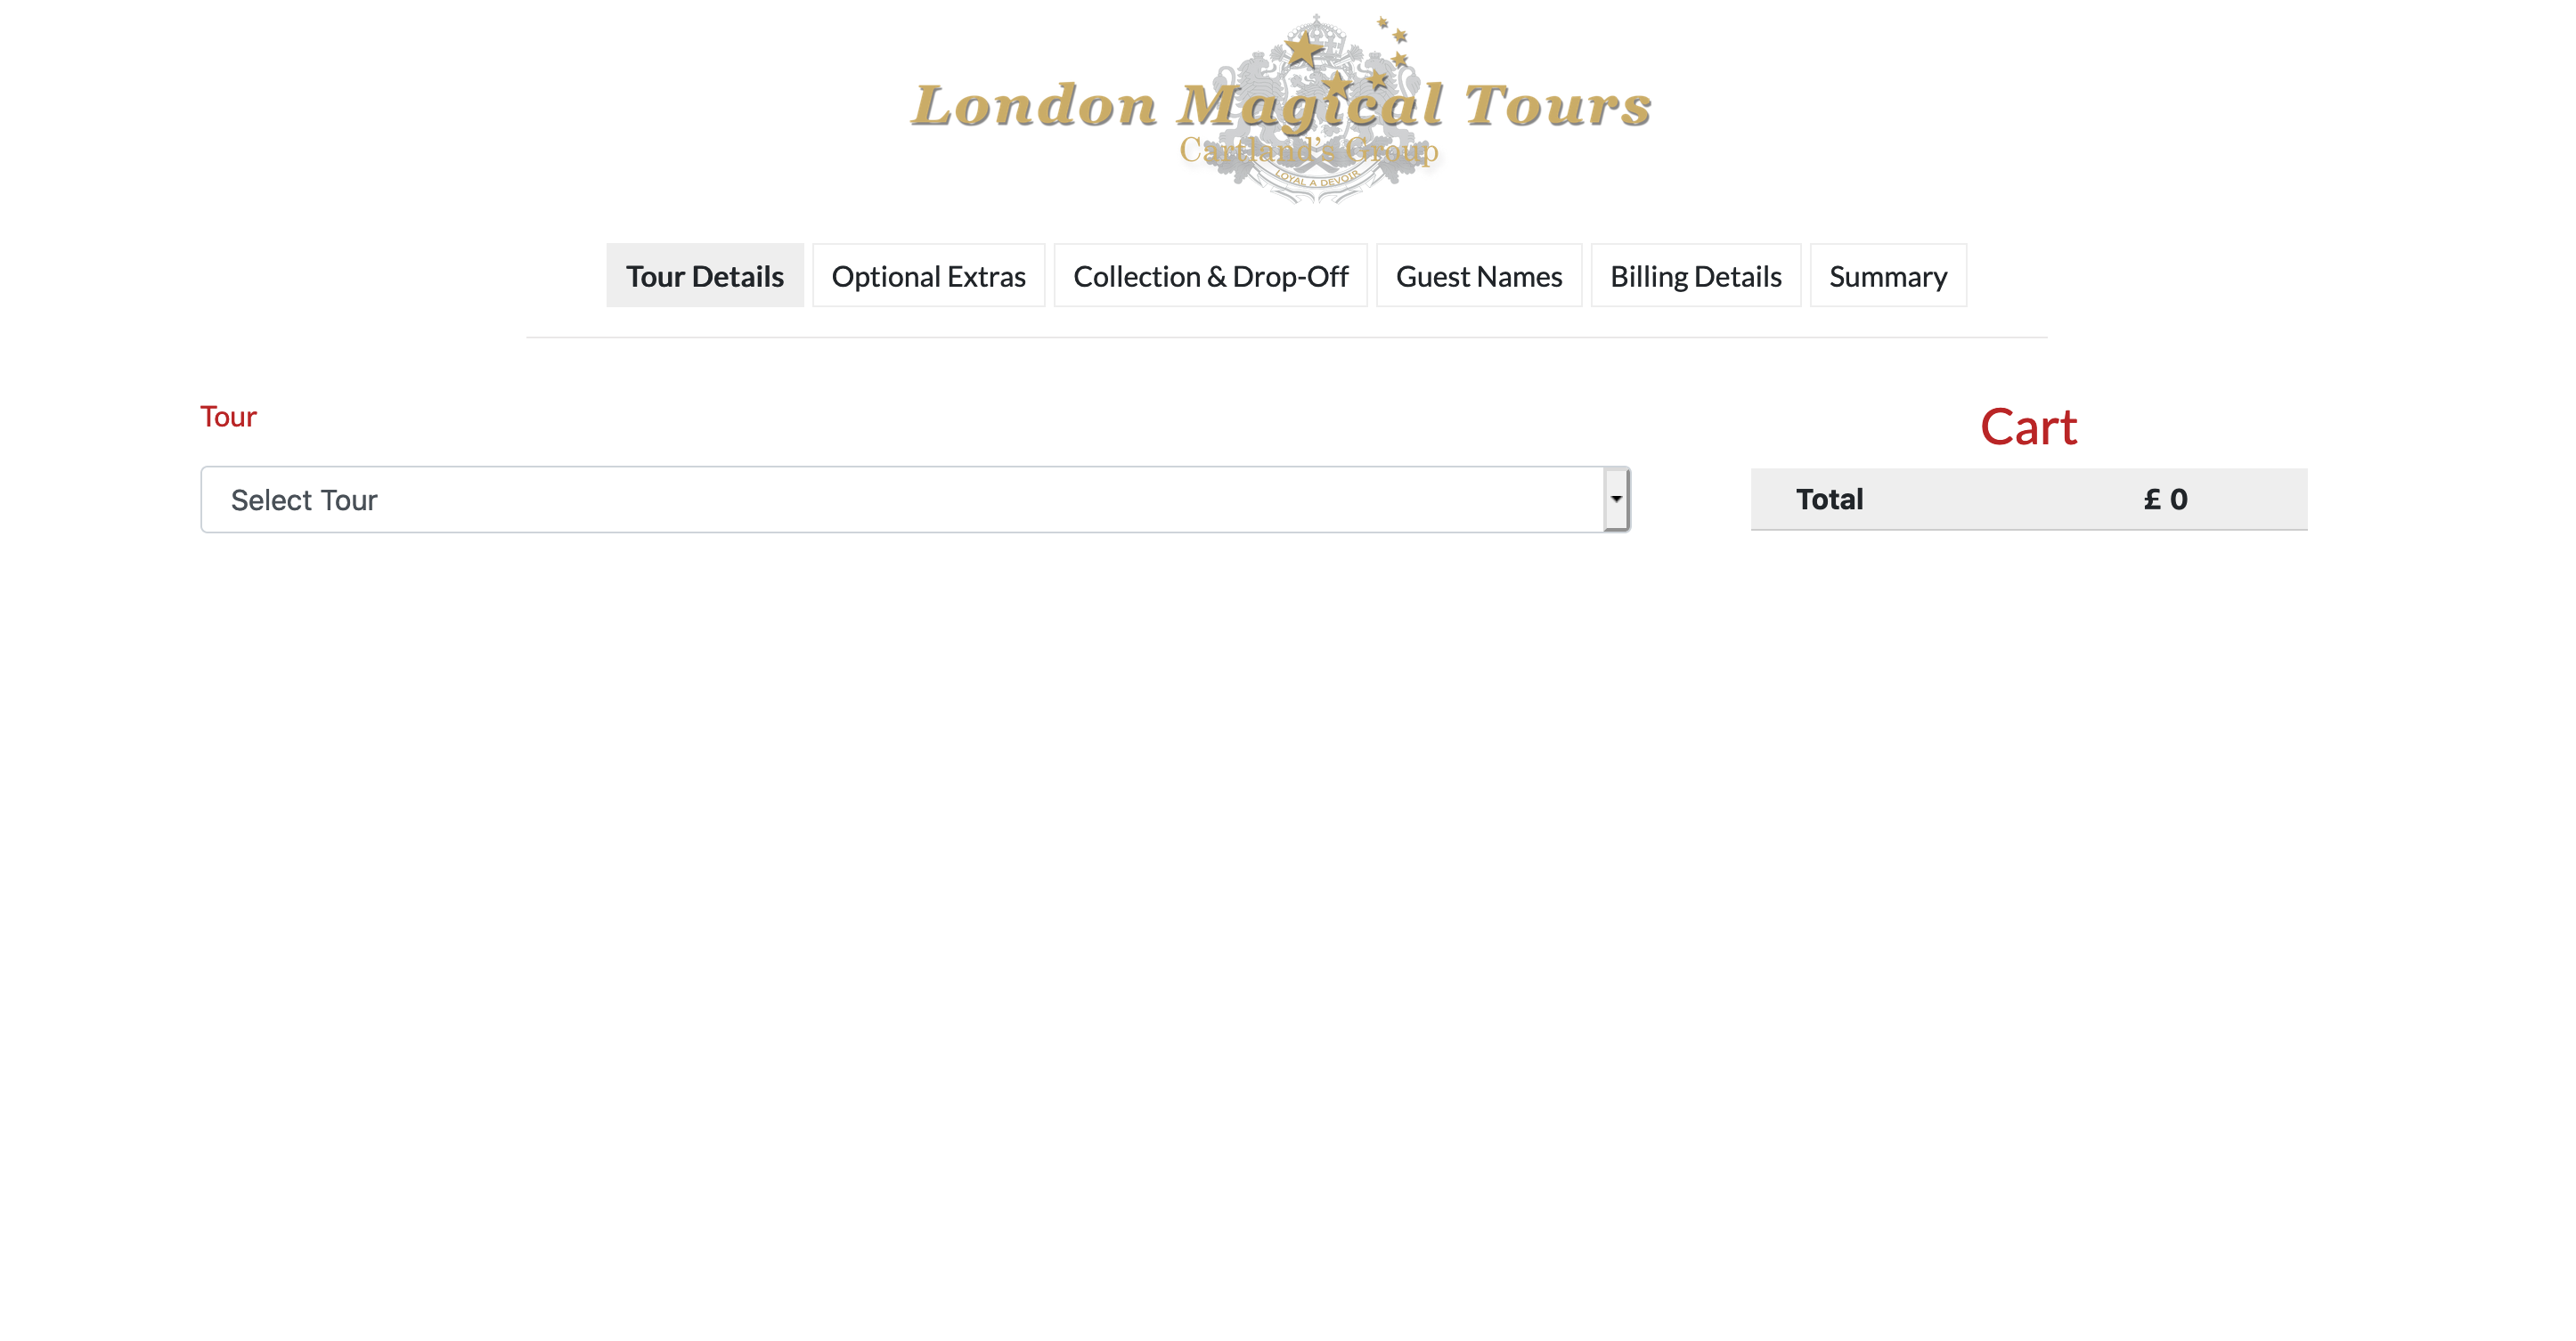 London Magical Tours
Cartland's Group
LOYAL A DEVOIR
Tour Details Optional Extras Collection & Drop-Off Guest Names Billing Details Summary
Tour
Select Tour
Cart
Total £ 0